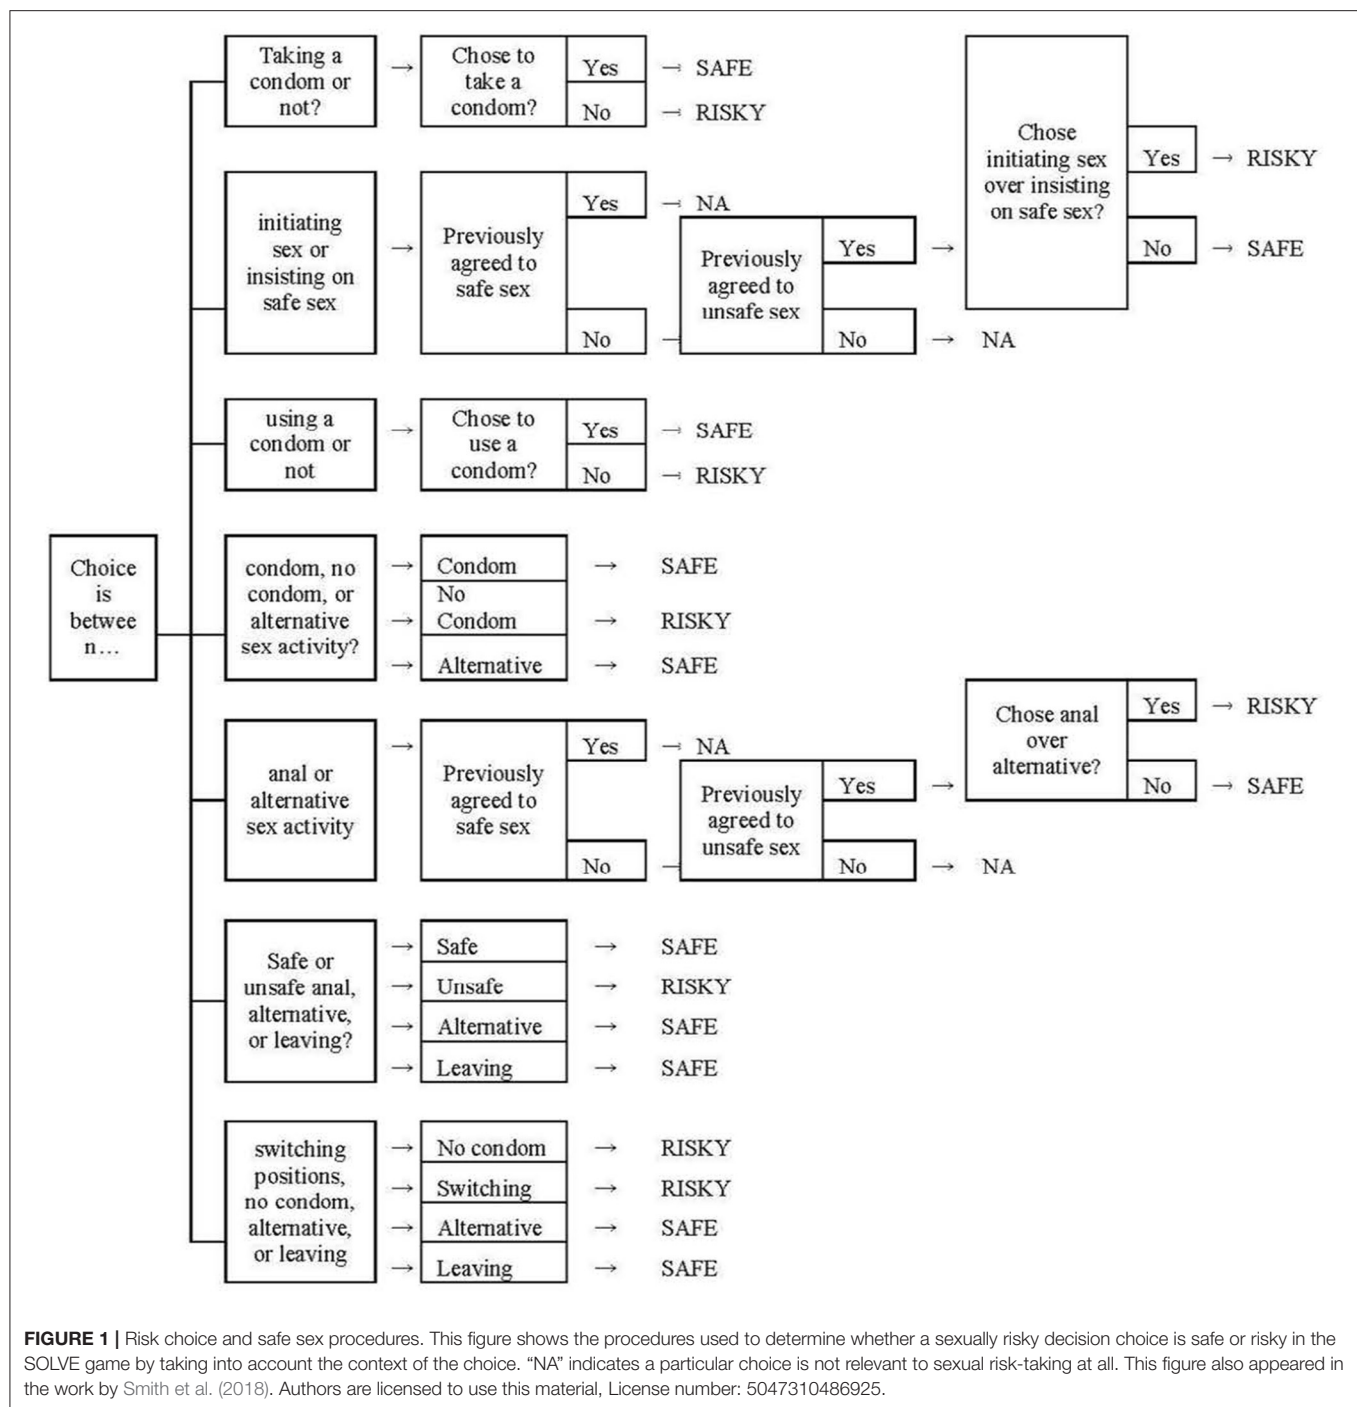 Taking a
condom or
not?
→ Chose to
take a
condom?
Yes → SAFE
No → RISKY
initiating
sex or
insisting on
safe sex
→ Previously
agreed to
safe sex
Yes → NA
No
Previously
agreed to
unsafe sex
Yes →
No → NA
Chose
initiating sex
over insisting
on safe sex?
Yes → RISKY
No → SAFE
using a
condom or
not
→ Chose to
use a
condom?
Yes → SAFE
No → RISKY
Choice
is
betwee
n…
condom, no
condom, or
alternative
sex activity?
→ Condom → SAFE
No
→ Condom → RISKY
→ Alternative → SAFE
anal or
alternative
sex activity
→ Previously
agreed to
safe sex
Yes → NA
No
Previously
agreed to
unsafe sex
Yes →
No → NA
Chose anal
over
alternative?
Yes → RISKY
No → SAFE
Safe or
unsafe anal,
alternative,
or leaving?
→ Safe → SAFE
→ Unsafe → RISKY
→ Alternative → SAFE
→ Leaving → SAFE
switching
positions,
no condom,
alternative,
or leaving
→ No condom → RISKY
→ Switching → RISKY
→ Alternative → SAFE
→ Leaving → SAFE
FIGURE 1 | Risk choice and safe sex procedures. This figure shows the procedures used to determine whether a sexually risky decision choice is safe or risky in the
SOLVE game by taking into account the context of the choice. “NA” indicates a particular choice is not relevant to sexual risk-taking at all. This figure also appeared in
the work by Smith et al. (2018). Authors are licensed to use this material, License number: 5047310486925.